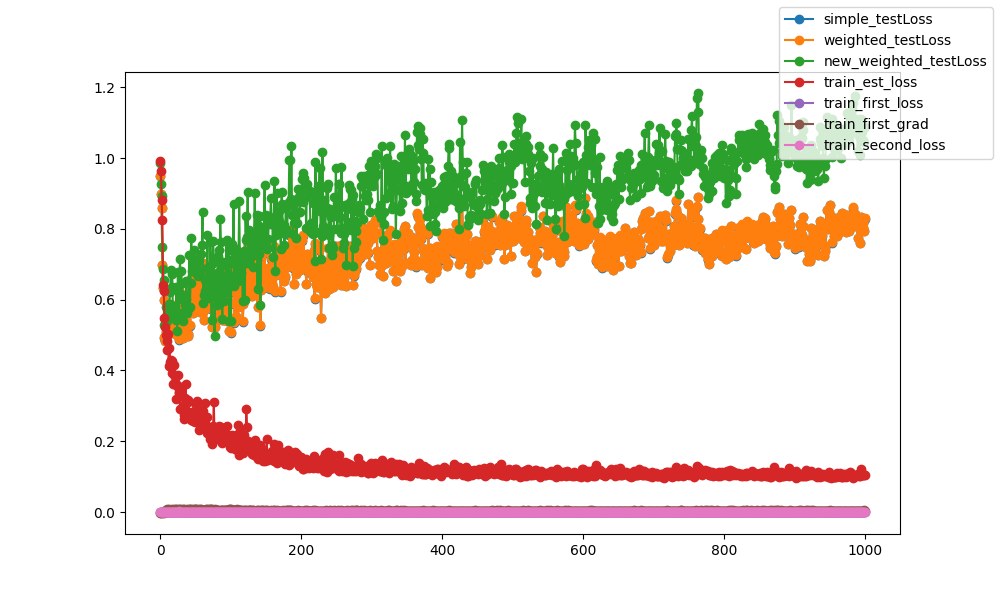 simple_testLoss
weighted_testLoss
new_weighted_testLoss
train_est_loss
train_first_loss
train_first_grad
train_second_loss
1.2
1.0
0.8
0.6
0.4
0.2
0.0
0 200 400 600 800 1000